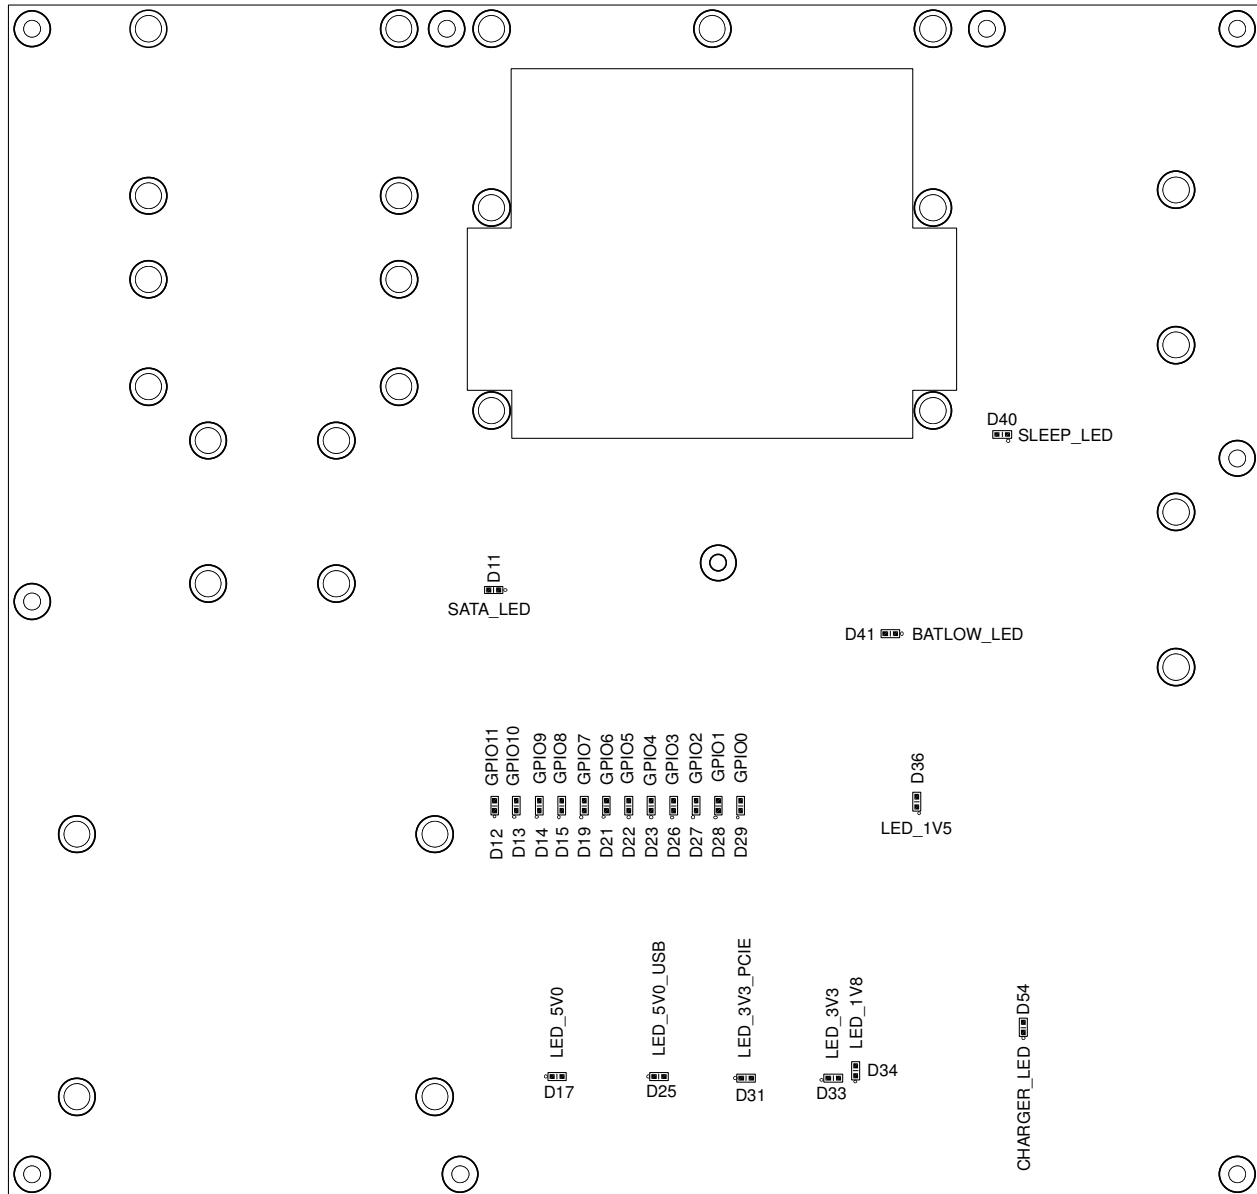 D40
SLEEP_LED
D11
SATA_LED
D41
BATLOW_LED
GPIO11
GPIO10
GPIO9
GPIO8
GPIO7
GPIO6
GPIO5
GPIO4
GPIO3
GPIO2
GPIO1
GPIO0
D12
D13
D14
D15
D19
D21
D22
D23
D26
D27
D28
D29
D36
LED_1V5
LED_5V0
D17
LED_5V0_USB
D25
LED_3V3_PCIE
D31
LED_3V3
D33
LED_1V8
D34
D54
CHARGER_LED